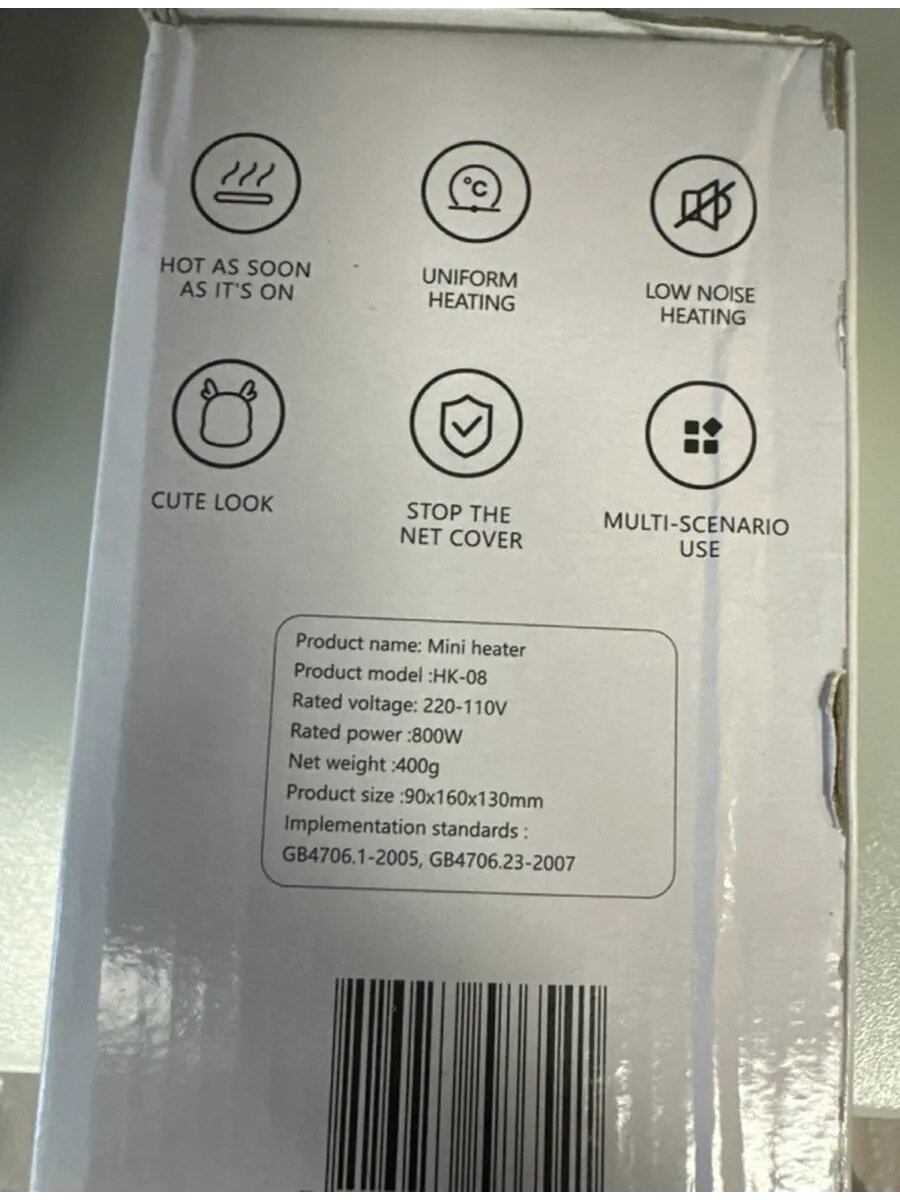 HOT AS SOON
AS IT'S ON
UNIFORM
HEATING
LOW NOISE
HEATING
CUTE LOOK
STOP THE
NET COVER
MULTI-SCENARIO
USE
Product name: Mini heater
Product model :HK-08
Rated voltage: 220-110V
Rated power :800W
Net weight :400g
Product size :90x160x130mm
Implementation standards :
GB4706.1-2005, GB4706.23-2007